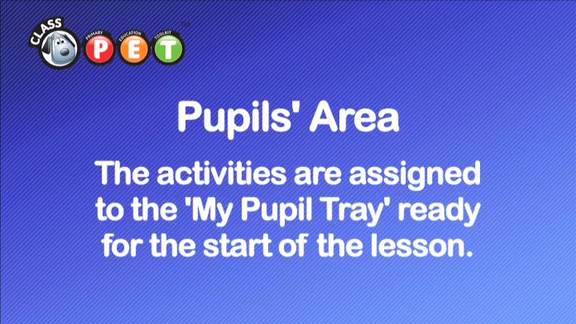 CLASS
PET
PRIMARY EDUCATION TOOLKIT
Pupils' Area
The activities are assigned
to the 'My Pupil Tray' ready
for the start of the lesson.